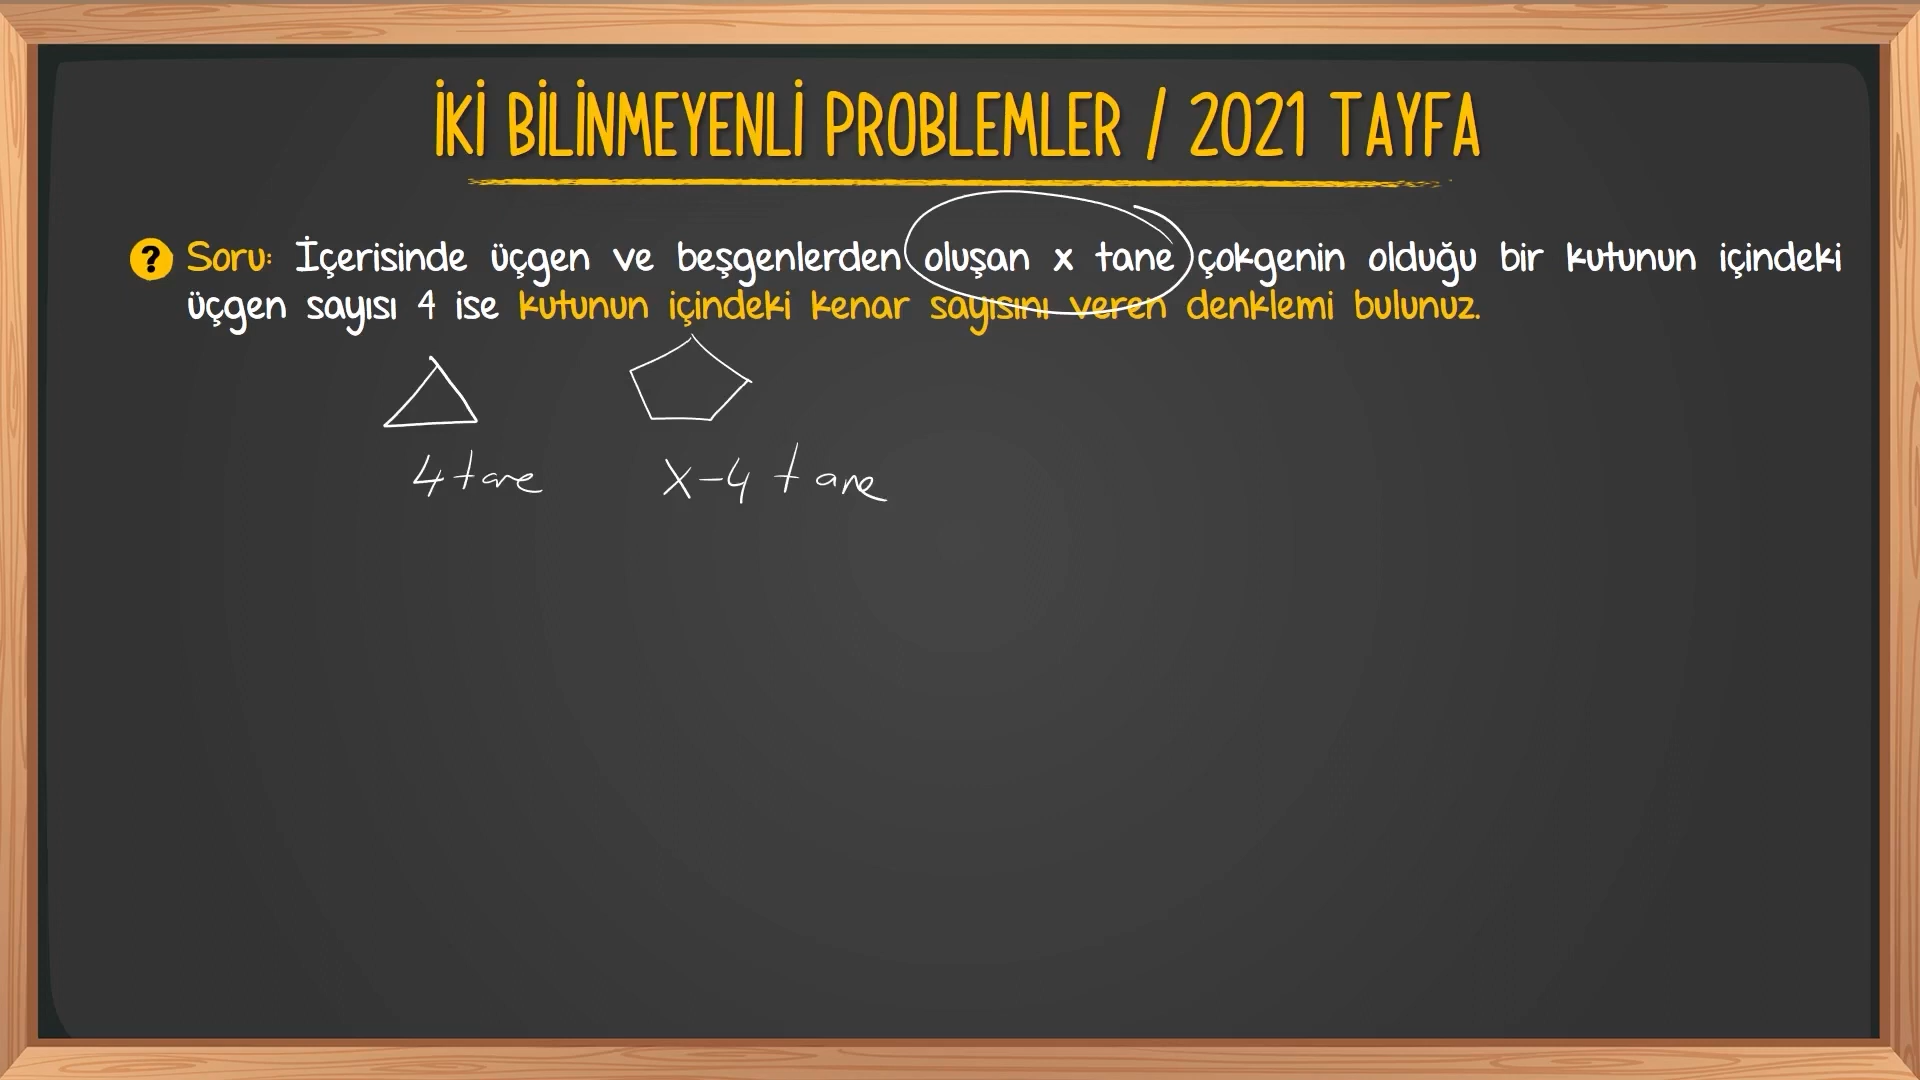 İKİ BİLİNMEYENLİ PROBLEMLER / 2021 TAYFA
? Soru: İçerisinde üçgen ve beşgenlerden oluşan x tane çokgenin olduğu bir kutunun içindeki
üçgen sayısı 4 ise kutunun içindeki kenar sayısını veren denklemi bulunuz.
4 tane x-4 tane